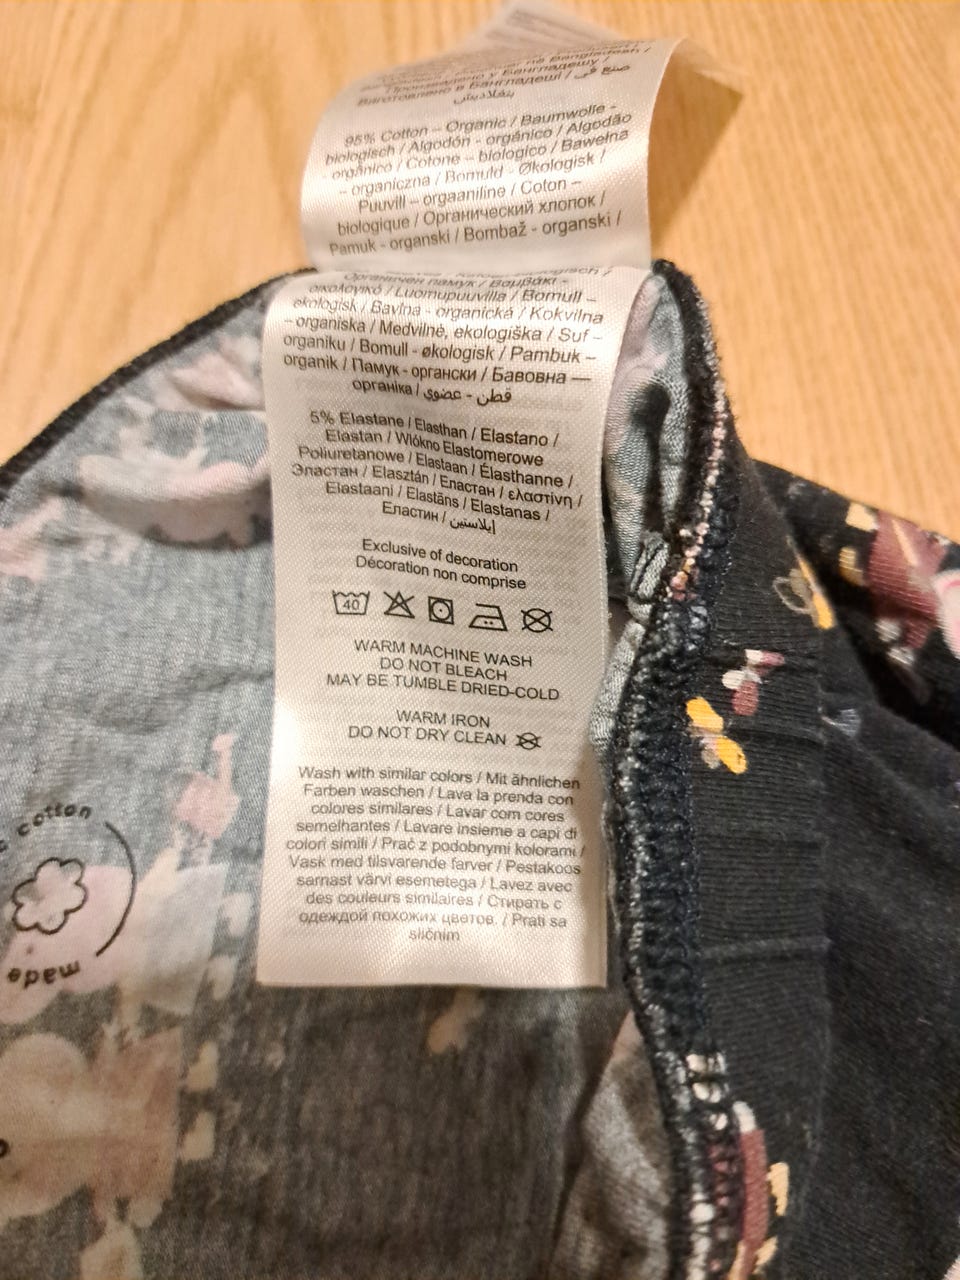 Произведено у Бангладешу /
Виготовлено в Бангладеші / صنع في
بنغلاديش
95% Cotton – Organic / Baumwolle -
biologisch / Algodón - orgánico / Algodão
- orgânico / Cotone – biologico / Bawełna
– organiczna / Bomuld - Økologisk /
Puuvill – orgaaniline / Coton –
biologique / Органический хлопок /
Pamuk - organski / Bombaž - organski /
Органичен памук / Βαμβάκι -
οικολογικό / Luomupuuvilla / Bomull –
ekologisk / Bavlna - organická / Kokvilna
– organiska / Medvilnė, ekologiška / Suf –
organiku / Bomull - økologisk / Pambuk –
organik / Памук - органски / Бавовна —
органіка / قطن - عضوي
5% Elastane / Elasthan / Elastano /
Elastan / Włókno Elastomerowe
Poliuretanowe / Elastaan / Élasthanne /
Эластан / Elasztán / Еластан / ελαστίνη /
Elastaani / Elastāns / Elastanas /
Еластин / إيلاستين
Exclusive of decoration
Décoration non comprise
40
WARM MACHINE WASH
DO NOT BLEACH
MAY BE TUMBLE DRIED-COLD
WARM IRON
DO NOT DRY CLEAN
Wash with similar colors / Mit ähnlichen
Farben waschen / Lava la prenda con
colores similares / Lavar com cores
semelhantes / Lavare insieme a capi di
colori simili / Prać z podobnymi kolorami /
Vask med tilsvarende farver / Pestakoos
sarnast värvi esemetega / Lavez avec
des couleurs similaires / Стирать с
одеждой похожих цветов. / Prati sa
sličnim
cotton
made